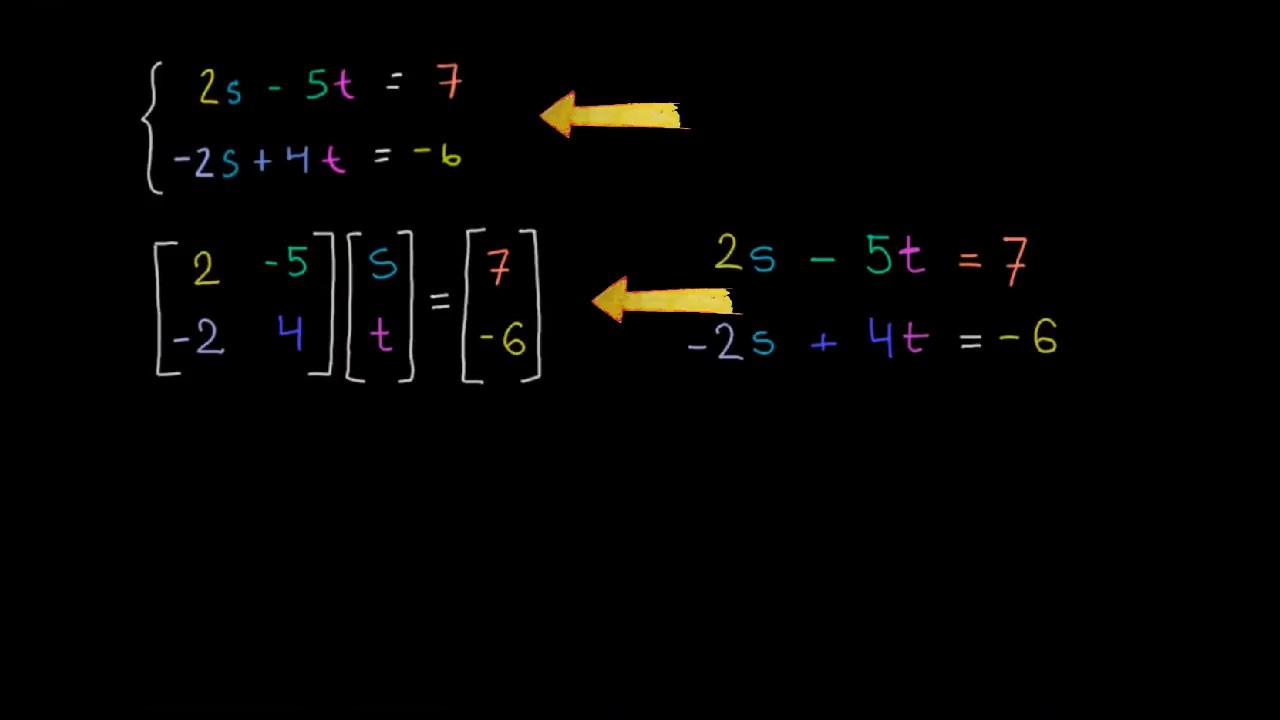 2s - 5t = 7
-2s + 4t = -6
[2 -5] [s] = [7]
[-2 4] [t] [-6]
2s - 5t = 7
-2s + 4t = -6